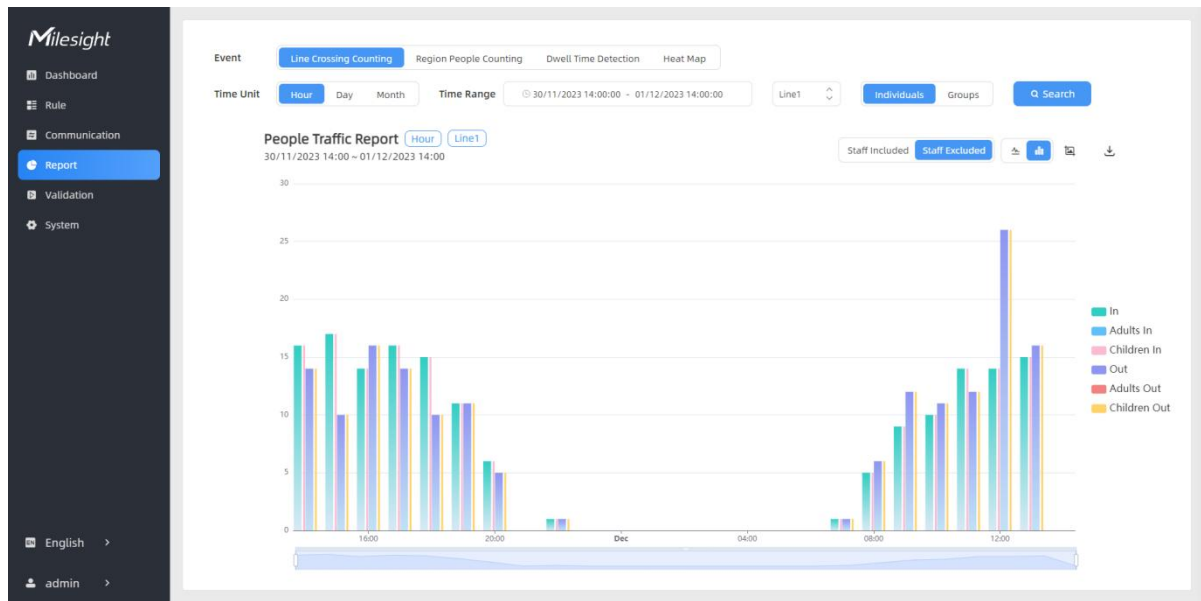 Milesight
Dashboard
Rule
Communication
Report
Validation
System
EN English >
admin >
Event Line Crossing Counting Region People Counting Dwell Time Detection Heat Map
Time Unit Hour Day Month Time Range 30/11/2023 14:00:00 - 01/12/2023 14:00:00 Line1 Individuals Groups Search
People Traffic Report Hour Line1
30/11/2023 14:00 ~ 01/12/2023 14:00
Staff Included Staff Excluded
30
25
20
15
10
5
0
16:00 20:00 Dec 04:00 08:00 12:00
In
Adults In
Children In
Out
Adults Out
Children Out